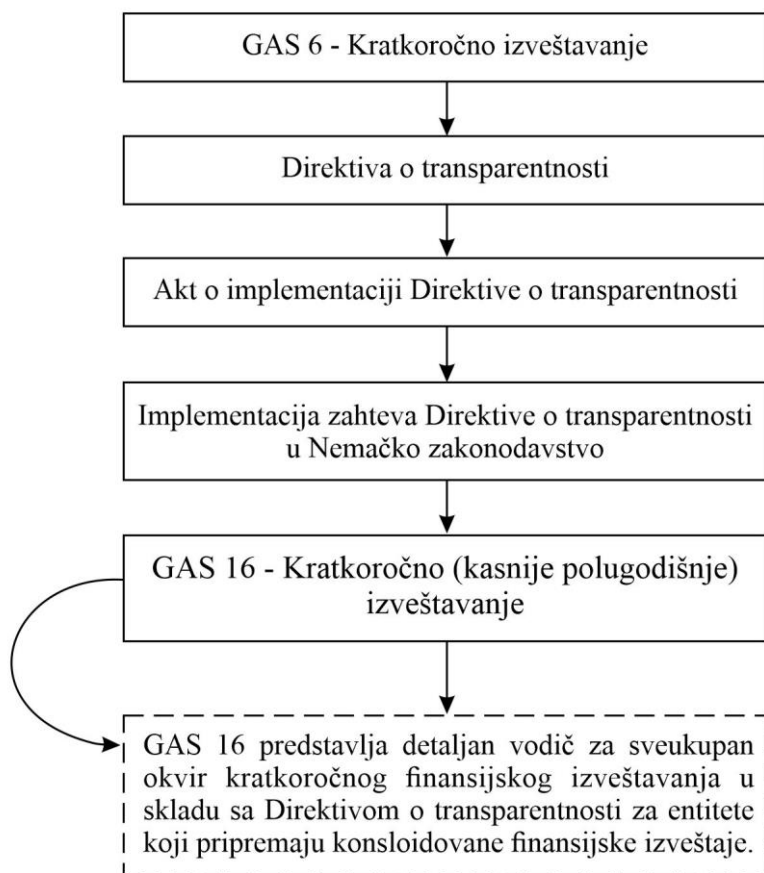 GAS 6 - Kratkoročno izveštavanje
Direktiva o transparentnosti
Akt o implementaciji Direktive o transparentnosti
Implementacija zahteva Direktive o transparentnosti
u Nemačko zakonodavstvo
GAS 16 - Kratkoročno (kasnije polugodišnje)
izveštavanje
GAS 16 predstavlja detaljan vodič za sveukupan
okvir kratkoročnog finansijskog izveštavanja u
skladu sa Direktivom o transparentnosti za entitete
koji pripremaju konsloidovane finansijske izveštaje.